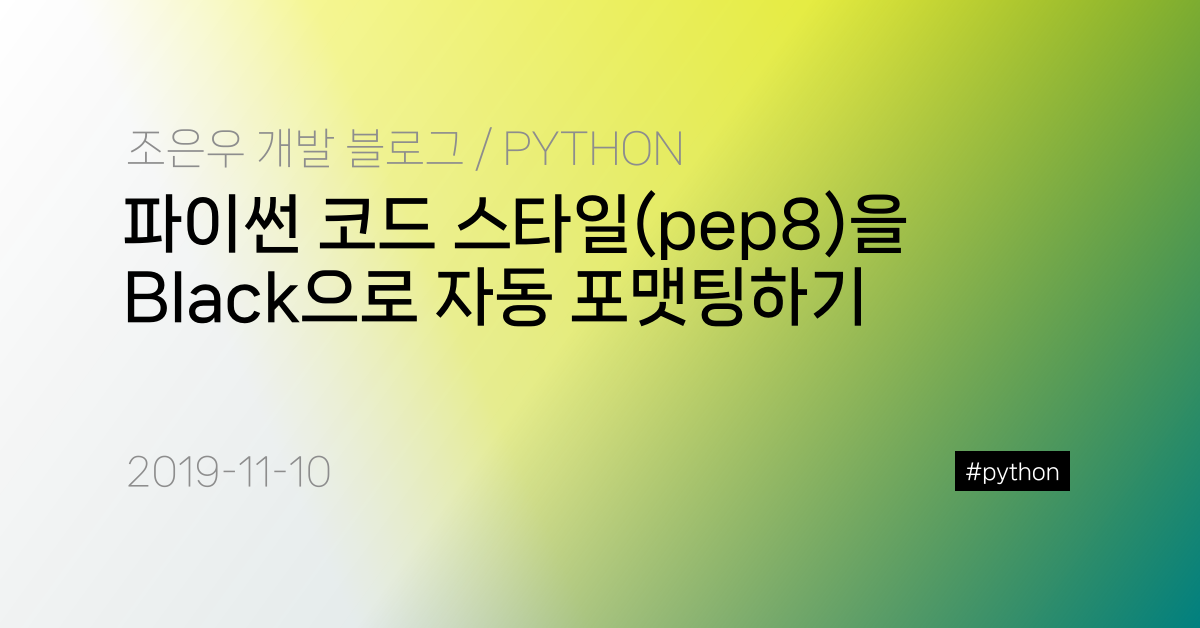 조은우 개발 블로그 / PYTHON
파이썬 코드 스타일(pep8)을
Black으로 자동 포맷팅하기
2019-11-10
#python